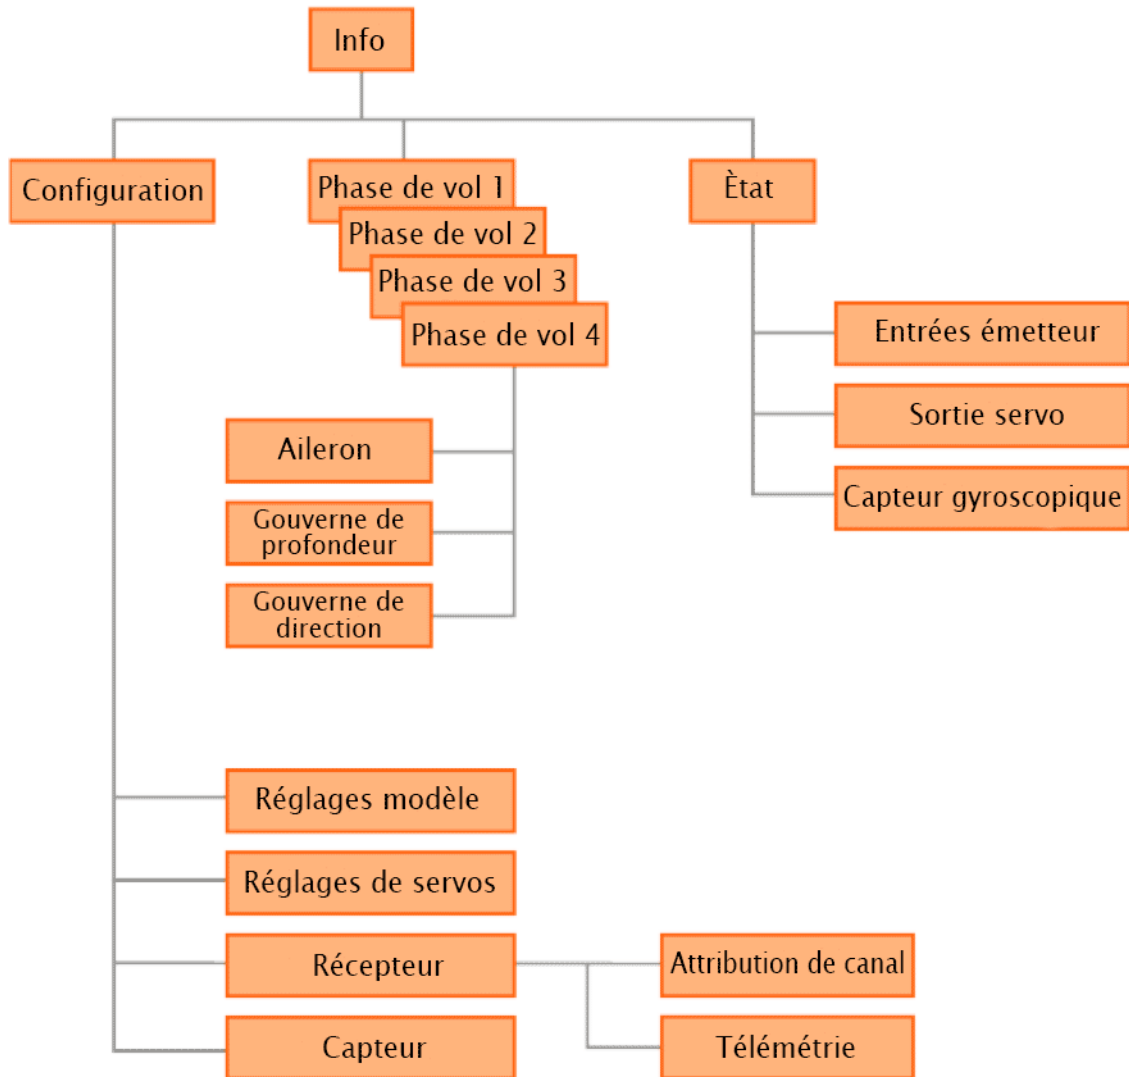 Info
Configuration
Phase de vol 1
Ètat
Phase de vol 2
Phase de vol 3
Phase de vol 4
Entrées émetteur
Sortie servo
Capteur gyroscopique
Aileron
Gouverne de
profondeur
Gouverne de
direction
Réglages modèle
Réglages de servos
Récepteur
Attribution de canal
Capteur
Télémétrie